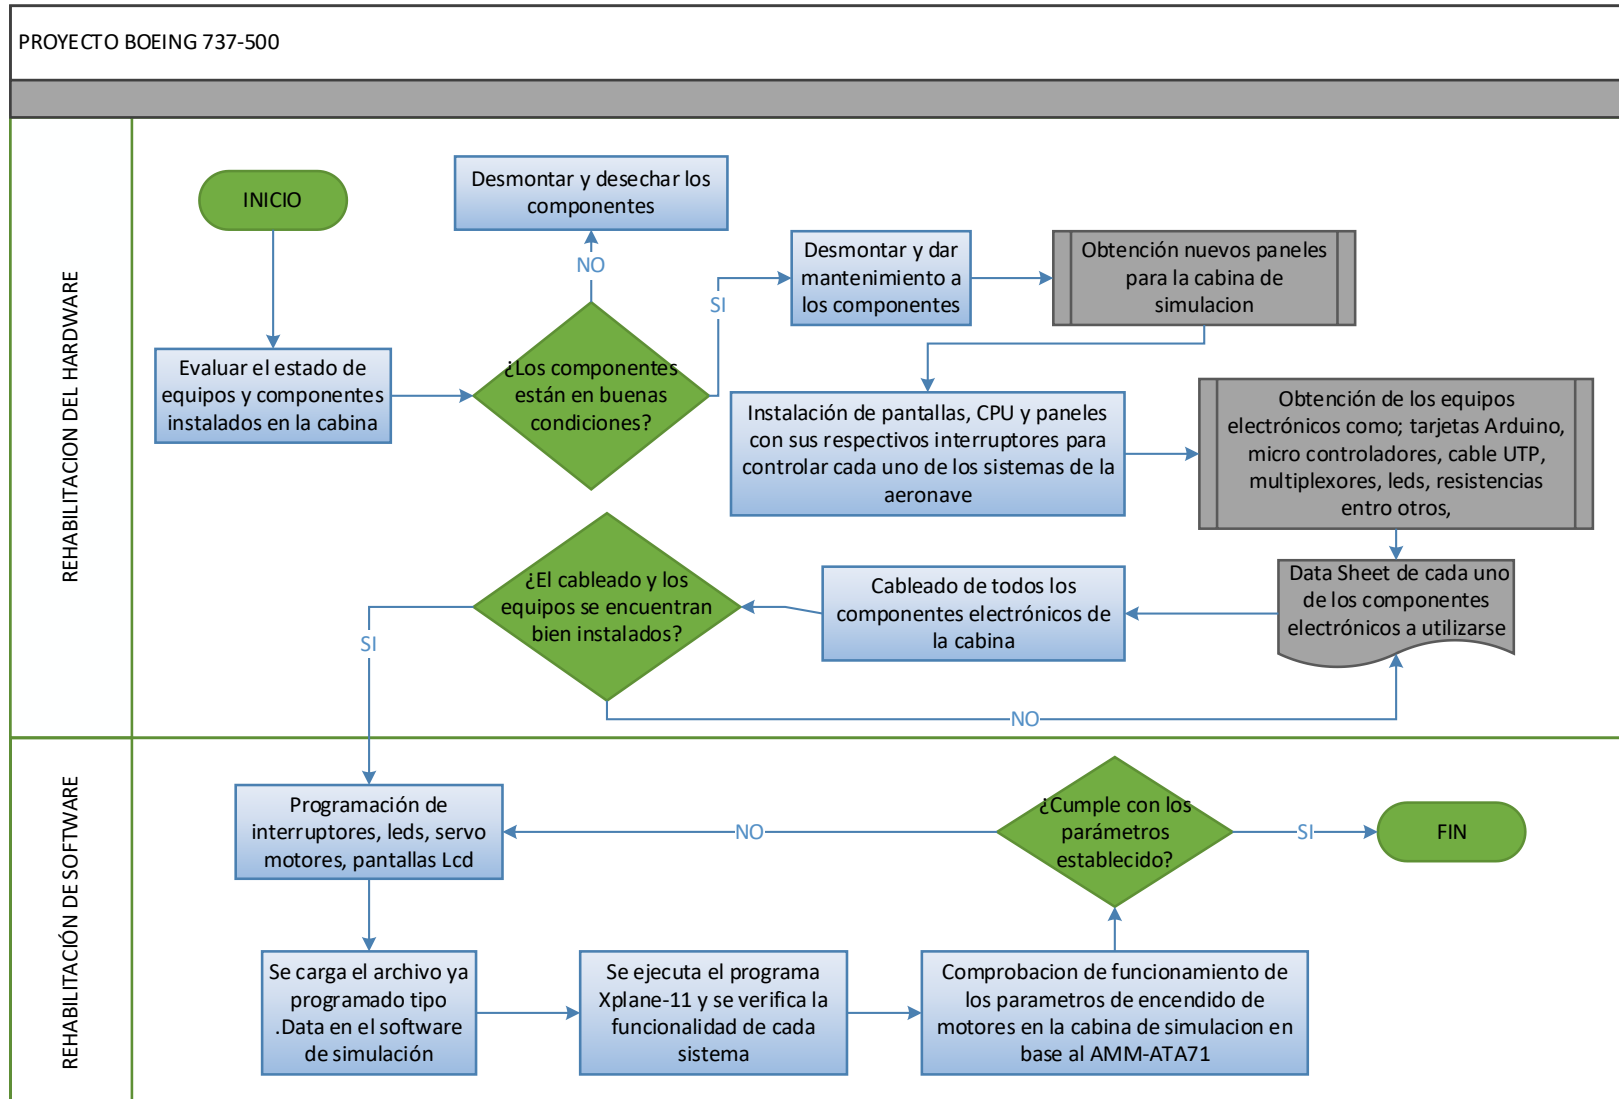 PROYECTO BOEING 737-500
REHABILITACION DEL HARDWARE
INICIO
Evaluar el estado de
equipos y componentes
instalados en la cabina
¿Los componentes
están en buenas
condiciones?
NO
Desmontar y desechar los
componentes
SI
Desmontar y dar
mantenimiento a
los componentes
Obtención nuevos paneles
para la cabina de
simulacion
Instalación de pantallas, CPU y paneles
con sus respectivos interruptores para
controlar cada uno de los sistemas de la
aeronave
Obtención de los equipos
electrónicos como; tarjetas Arduino,
micro controladores, cable UTP,
multiplexores, leds, resistencias
entro otros,
Data Sheet de cada uno
de los componentes
electrónicos a utilizarse
Cableado de todos los
componentes electrónicos de
la cabina
¿El cableado y los
equipos se encuentran
bien instalados?
SI
NO
REHABILITACIÓN DE SOFTWARE
Programación de
interruptores, leds, servo
motores, pantallas Lcd
Se carga el archivo ya
programado tipo
.Data en el software
de simulación
Se ejecuta el programa
Xplane-11 y se verifica la
funcionalidad de cada
sistema
Comprobacion de funcionamiento de
los parametros de encendido de
motores en la cabina de simulacion en
base al AMM-ATA71
¿Cumple con los
parámetros
establecido?
NO
SI
FIN